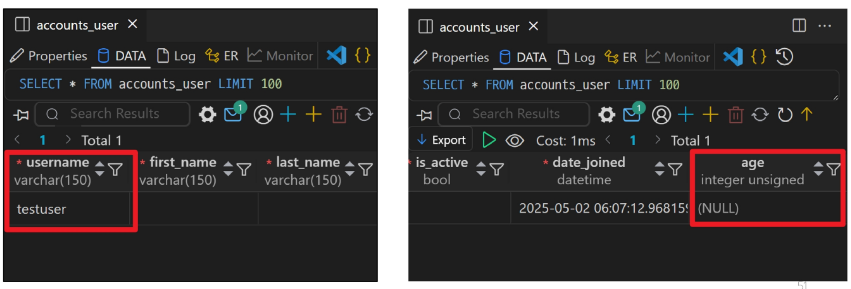 accounts_user
Properties DATA Log ER Monitor
SELECT * FROM accounts_user LIMIT 100
Search Results 1
1 Total 1
* username * first_name * last_name
varchar(150) varchar(150) varchar(150)
testuser
accounts_user
Properties DATA Log ER Monitor
SELECT * FROM accounts_user LIMIT 100
Search Results 1
Export Cost: 1ms 1 Total 1
* is_active * date_joined age
bool datetime integer unsigned
2025-05-02 06:07:12.968159 (NULL)
51